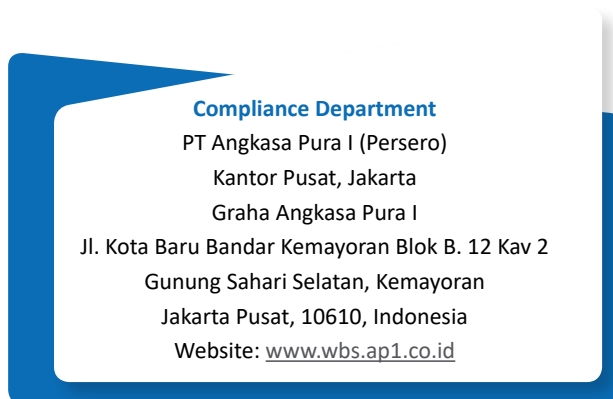 Compliance Department
PT Angkasa Pura I (Persero)
Kantor Pusat, Jakarta
Graha Angkasa Pura I
Jl. Kota Baru Bandar Kemayoran Blok B. 12 Kav 2
Gunung Sahari Selatan, Kemayoran
Jakarta Pusat, 10610, Indonesia
Website: www.wbs.ap1.co.id